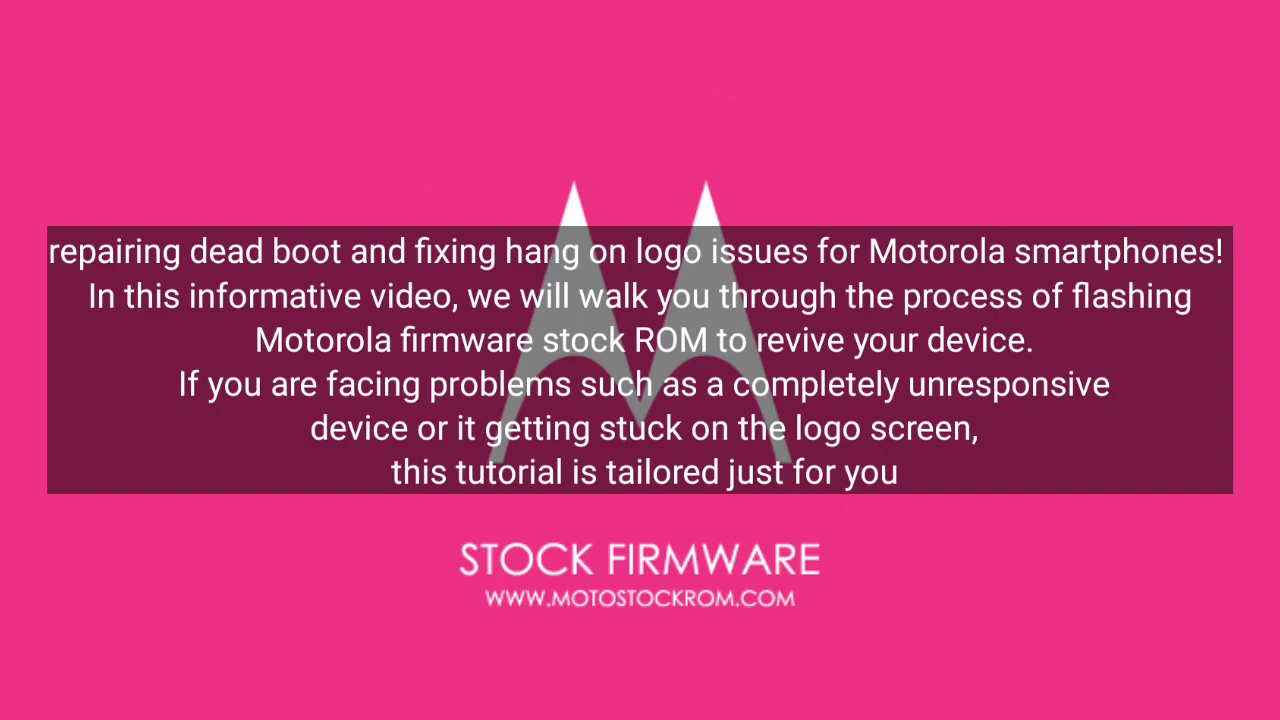 repairing dead boot and fixing hang on logo issues for Motorola smartphones!
In this informative video, we will walk you through the process of flashing
Motorola firmware stock ROM to revive your device.
If you are facing problems such as a completely unresponsive
device or it getting stuck on the logo screen,
this tutorial is tailored just for you
STOCK FIRMWARE
WWW.MOTOSTOCKROM.COM